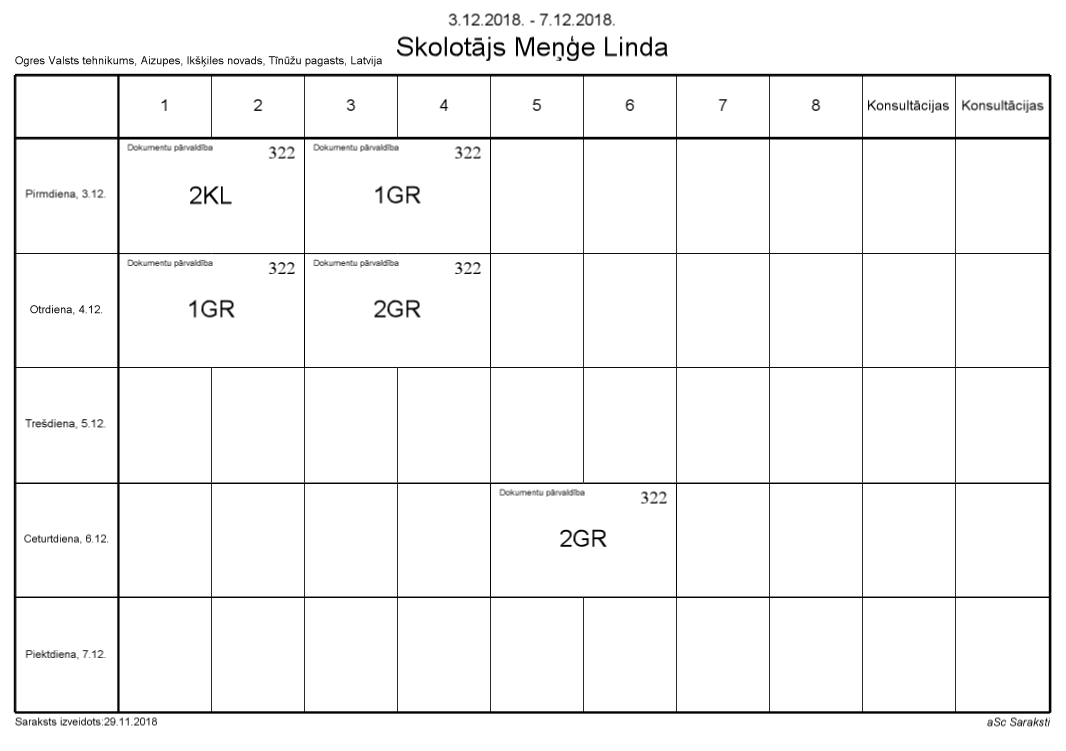 3.12.2018. - 7.12.2018.
Skolotājs Meņģe Linda
Ogres Valsts tehnikums, Aizupes, Ikšķiles novads, Tīnūžu pagasts, Latvija
1 2 3 4 5 6 7 8 Konsultācijas Konsultācijas
Dokumentu pārvaldība 322 Dokumentu pārvaldība 322
Pirmdiena, 3.12. 2KL 1GR
Dokumentu pārvaldība 322 Dokumentu pārvaldība 322
Otrdiena, 4.12. 1GR 2GR
Trešdiena, 5.12.
Dokumentu pārvaldība 322
Ceturtdiena, 6.12. 2GR
Piektdiena, 7.12.
Saraksts izveidots:29.11.2018 aSc Saraksti